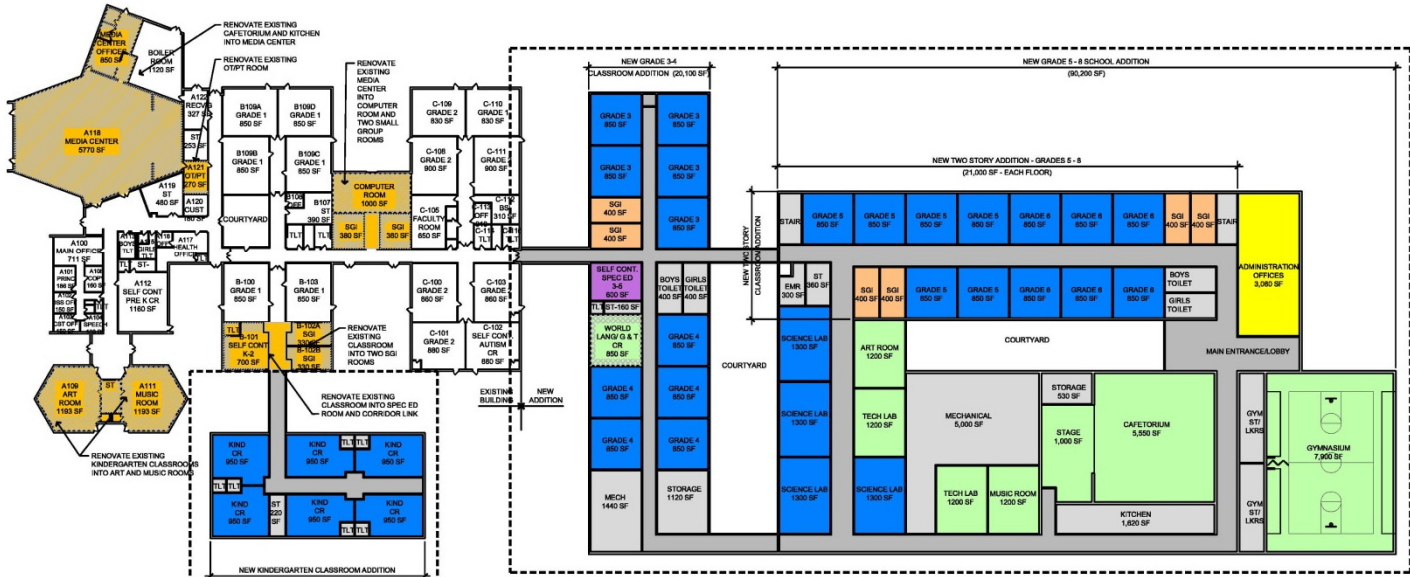 MEDIA
CENTER
OFFICES
850 SF
BOILER
ROOM
1120 SF
RENOVATE EXISTING
CAFETORIUM AND KITCHEN
INTO MEDIA CENTER
RENOVATE EXISTING
OT/PT ROOM
A118
MEDIA CENTER
5770 SF
A122
RECV'G
327 SF
ST
253 SF
A121
OT/PT
270 SF
A119
ST
480 SF
A120
CUST
B109A
GRADE 1
850 SF
B109D
GRADE 1
850 SF
B109B
GRADE 1
850 SF
B109C
GRADE 1
850 SF
COURTYARD
B107
ST
390 SF
TLT
TLT
RENOVATE
EXISTING
MEDIA
CENTER
INTO
COMPUTER
ROOM AND
TWO SMALL
GROUP
ROOMS
COMPUTER
ROOM
1000 SF
SGI
380 SF
SGI
380 SF
C-109
GRADE 2
830 SF
C-110
GRADE 1
830 SF
C-108
GRADE 2
900 SF
C-111
GRADE 2
900 SF
C-105
FACULTY
ROOM
850 SF
C-113
OFF
C-112
BS
310 SF
A100
MAIN OFFICE
711 SF
A101
PRINC
186 SF
SPEECH
A112
SELF CONT
PRE K CR
1160 SF
A117
HEALTH
OFFICE
B-100
GRADE 1
850 SF
B-103
GRADE 1
850 SF
C-100
GRADE 2
860 SF
C-103
GRADE 2
860 SF
TLT
B-101
SELF CONT
K-2
700 SF
B-102A
SGI
330 SF
B-102B
SGI
330 SF
RENOVATE
EXISTING
CLASSROOM
INTO TWO SGI
ROOMS
C-101
GRADE 2
880 SF
C-102
SELF CONT
AUTISM
CR
880 SF
A109
ART
ROOM
1193 SF
ST
A111
MUSIC
ROOM
1193 SF
RENOVATE EXISTING
CLASSROOM INTO SPEC ED
ROOM AND CORRIDOR LINK
EXISTING
BUILDING
NEW
ADDITION
RENOVATE EXISTING
KINDERGARTEN CLASSROOMS
INTO ART AND MUSIC ROOMS
KIND
CR
950 SF
KIND
CR
950 SF
TLT TLT
KIND
CR
950 SF
TLT TLT
KIND
CR
950 SF
ST
220
SF
KIND
CR
950 SF
TLT TLT
KIND
CR
950 SF
NEW KINDERGARTEN CLASSROOM ADDITION
NEW GRADE 3-4
CLASSROOM ADDITION (20,100 SF)
GRADE 3
850 SF
GRADE 3
850 SF
GRADE 3
850 SF
GRADE 3
850 SF
SGI
400 SF
SGI
400 SF
GRADE 3
850 SF
SELF CONT.
SPEC ED
3-5
600 SF
BOYS
TOILET
400 SF
GIRLS
TOILET
400 SF
TLT
ST-160 SF
WORLD
LANG/ G & T
CR
850 SF
GRADE 4
850 SF
GRADE 4
850 SF
GRADE 4
850 SF
GRADE 4
850 SF
GRADE 4
850 SF
MECH
1440 SF
STORAGE
1120 SF
COURTYARD
NEW GRADE 5 - 8 SCHOOL ADDITION
(90,200 SF)
NEW TWO STORY ADDITION - GRADES 5 - 8
(21,000 SF - EACH FLOOR)
NEW TWO STORY
CLASSROOM ADDITION
STAIR
GRADE 5
850 SF
GRADE 5
850 SF
GRADE 5
850 SF
GRADE 5
850 SF
GRADE 6
850 SF
GRADE 6
850 SF
GRADE 6
850 SF
SGI
400 SF
SGI
400 SF
STAIR
EMR
300 SF
ST
360 SF
SGI
400 SF
SGI
400 SF
GRADE 5
850 SF
GRADE 5
850 SF
GRADE 6
850 SF
GRADE 6
850 SF
GRADE 6
850 SF
BOYS
TOILET
GIRLS
TOILET
ADMINISTRATION
OFFICES
3,080 SF
SCIENCE LAB
1300 SF
SCIENCE LAB
1300 SF
SCIENCE LAB
1300 SF
SCIENCE LAB
1300 SF
ART ROOM
1200 SF
TECH LAB
1200 SF
COURTYARD
MAIN ENTRANCE/LOBBY
MECHANICAL
5,000 SF
STORAGE
530 SF
STAGE
1,000 SF
CAFETORIUM
5,550 SF
TECH LAB
1200 SF
MUSIC ROOM
1200 SF
KITCHEN
1,620 SF
GYM
ST/
LKRS
GYM
ST/
LKRS
GYMNASIUM
7,900 SF